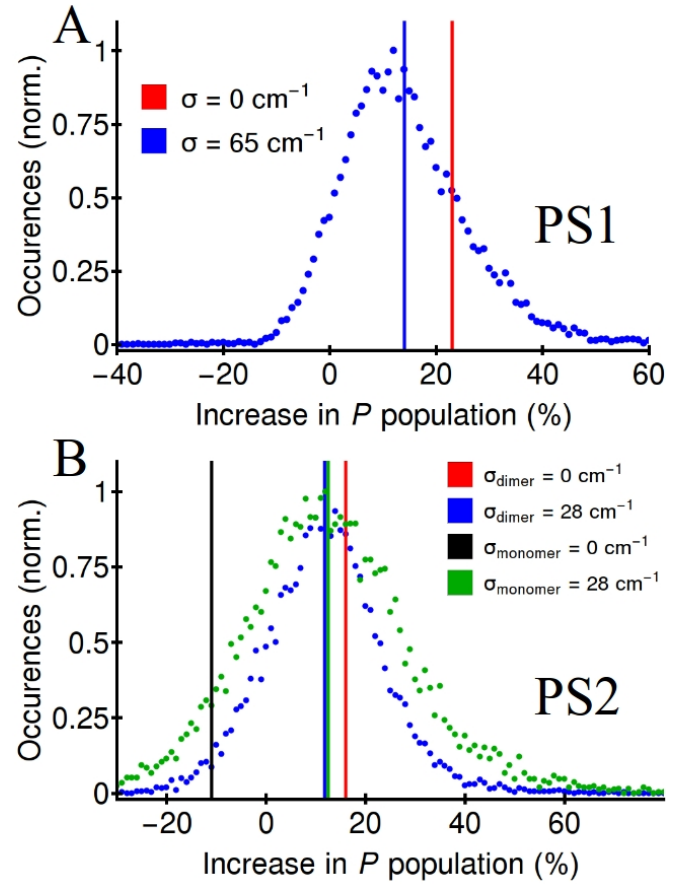 A
1
0.75
0.5
0.25
0
Occurences (norm.)
σ = 0 cm⁻¹
σ = 65 cm⁻¹
PS1
−40 −20 0 20 40 60
Increase in P population (%)
B
1
0.75
0.5
0.25
0
Occurences (norm.)
σdimer = 0 cm⁻¹
σdimer = 28 cm⁻¹
σmonomer = 0 cm⁻¹
σmonomer = 28 cm⁻¹
PS2
−20 0 20 40 60
Increase in P population (%)